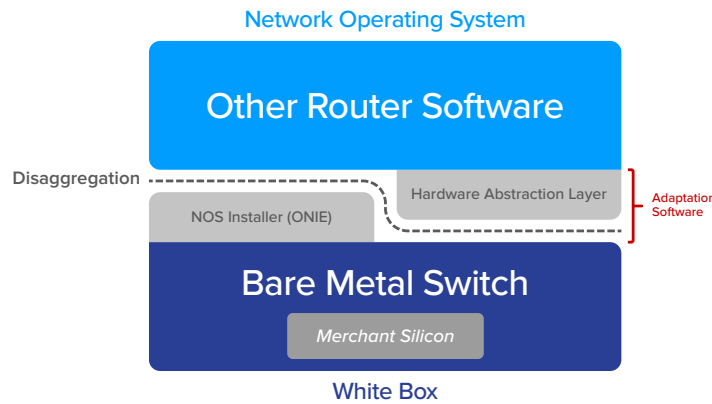 Network Operating System
Other Router Software
Disaggregation
Hardware Abstraction Layer
Adaptation
Software
NOS Installer (ONIE)
Bare Metal Switch
Merchant Silicon
White Box